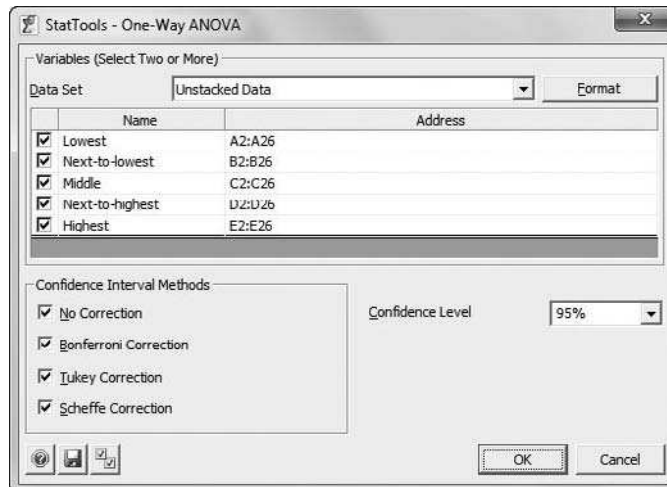 StatTools - One-Way ANOVA
Variables (Select Two or More)
Data Set Unstacked Data Format
Name Address
Lowest A2:A26
Next-to-lowest B2:B26
Middle C2:C26
Next-to-highest D2:D26
Highest E2:E26
Confidence Interval Methods
No Correction
Confidence Level 95%
Bonferroni Correction
Tukey Correction
Scheffe Correction
OK Cancel